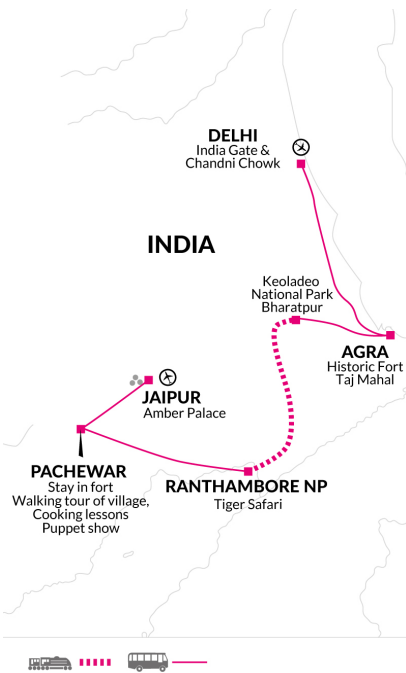 DELHI
India Gate &
Chandni Chowk
INDIA
Keoladeo
National Park
Bharatpur
AGRA
Historic Fort
Taj Mahal
JAIPUR
Amber Palace
PACHEWAR
Stay in fort
Walking tour of village,
Cooking lessons
Puppet show
RANTHAMBORE NP
Tiger Safari